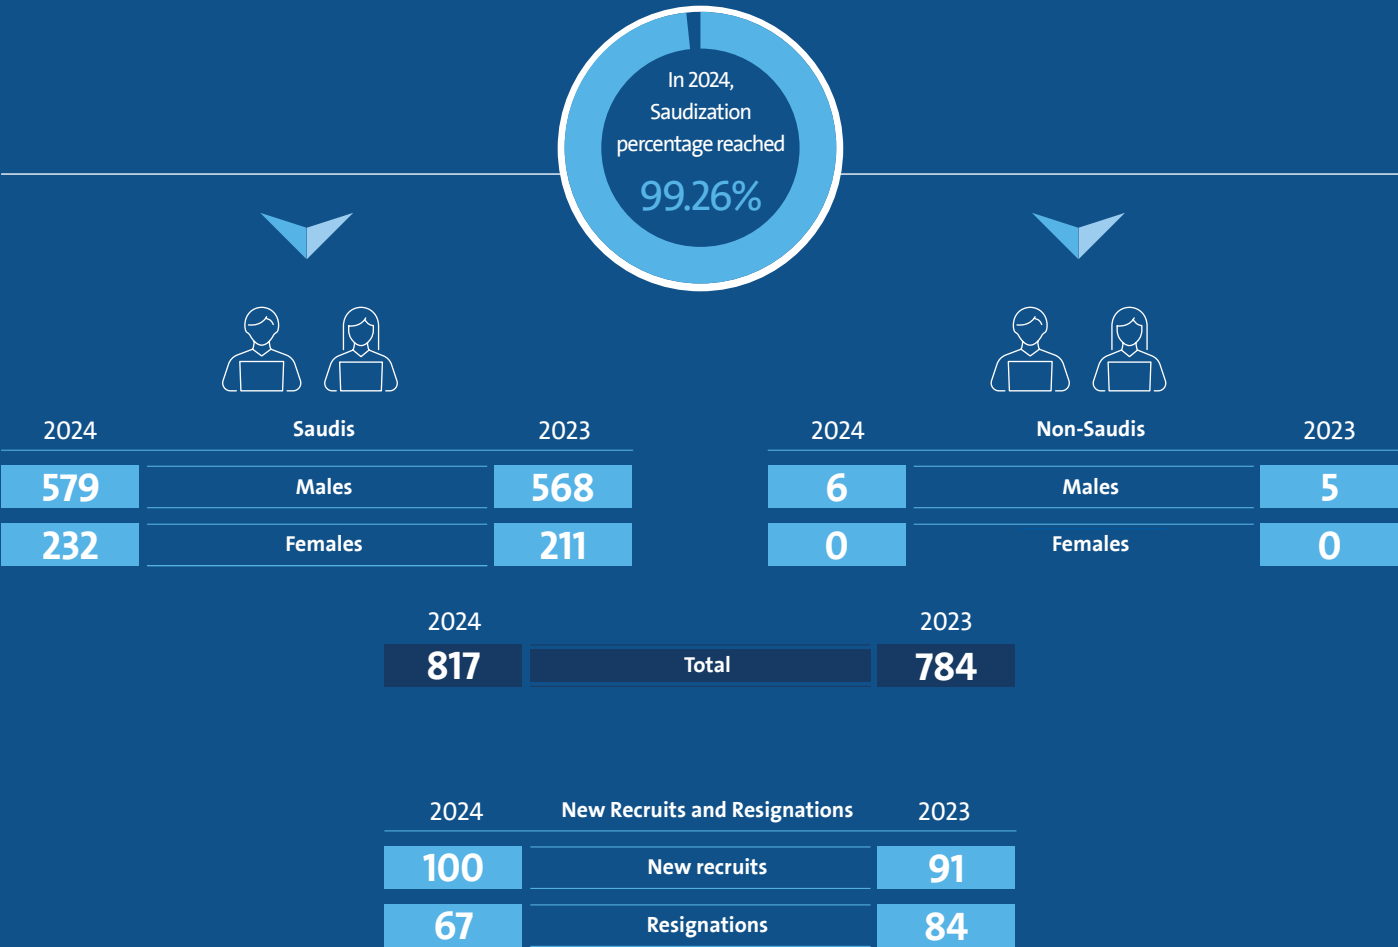 In 2024,
Saudization
percentage reached
99.26%
2024 Saudis 2023
579 Males 568
232 Females 211
2024 Non-Saudis 2023
6 Males 5
0 Females 0
2024 2023
817 Total 784
2024 New Recruits and Resignations 2023
100 New recruits 91
67 Resignations 84